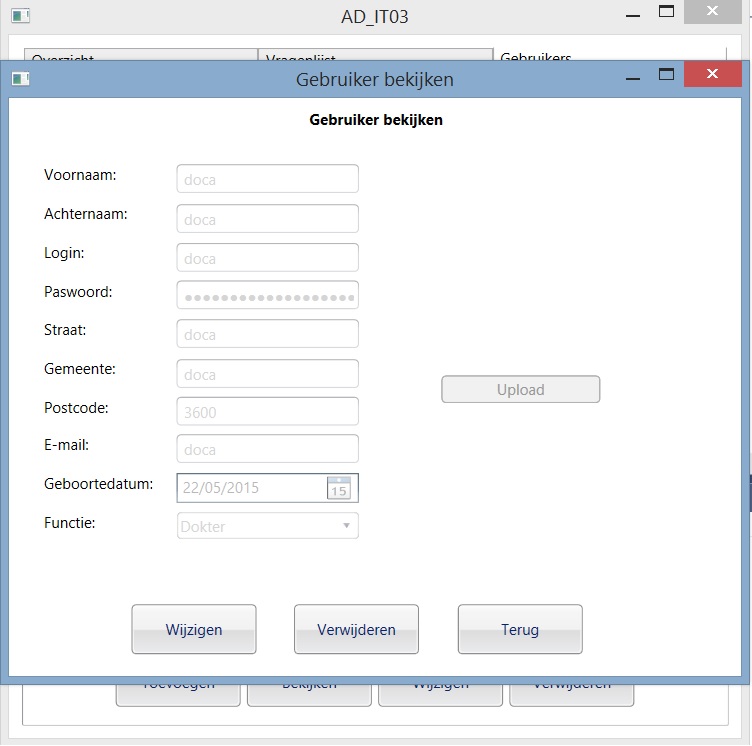 AD_IT03
Overzicht
Vragenlijst
Gebruikers
Gebruiker bekijken
Gebruiker bekijken
Voornaam: doca
Achternaam: doca
Login: doca
Paswoord: ●●●●●●●●●●●●●●●●●●●
Straat: doca
Gemeente: doca
Upload
Postcode: 3600
E-mail: doca
Geboortedatum: 22/05/2015 15
Functie: Dokter
Wijzigen Verwijderen Terug
Toevoegen Bekijken Wijzigen Verwijderen